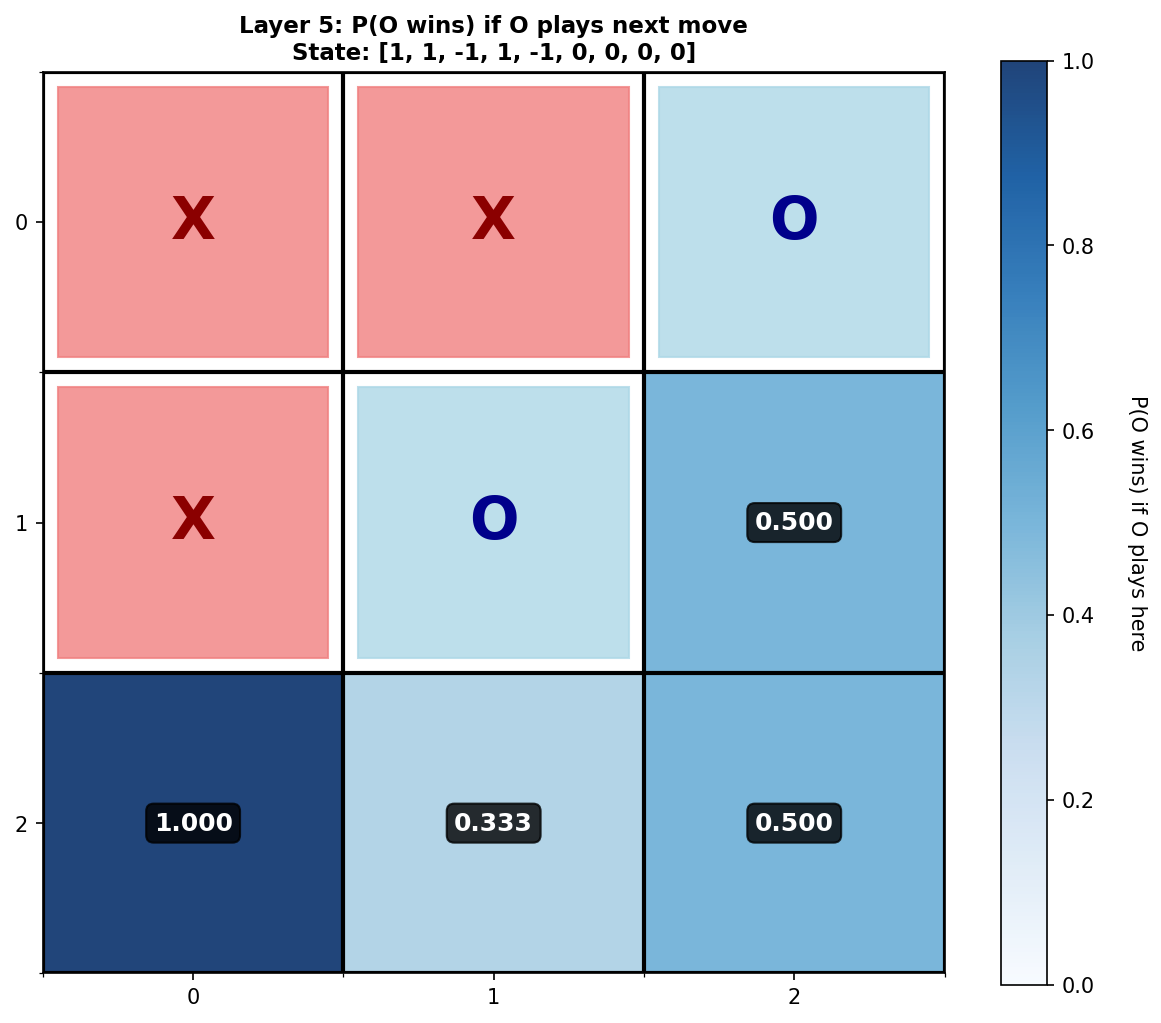 Layer 5: P(O wins) if O plays next move
State: [1, 1, -1, 1, -1, 0, 0, 0, 0]
0
X
X
O
1
X
O
0.500
2
1.000
0.333
0.500
0
1
2
1.0
0.8
0.6
0.4
0.2
0.0
P(O wins) if O plays here